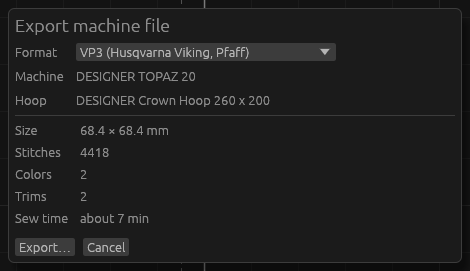 Export machine file
Format VP3 (Husqvarna Viking, Pfaff)
Machine DESIGNER TOPAZ 20
Hoop DESIGNER Crown Hoop 260 x 200
Size 68.4 × 68.4 mm
Stitches 4418
Colors 2
Trims 2
Sew time about 7 min
Export... Cancel